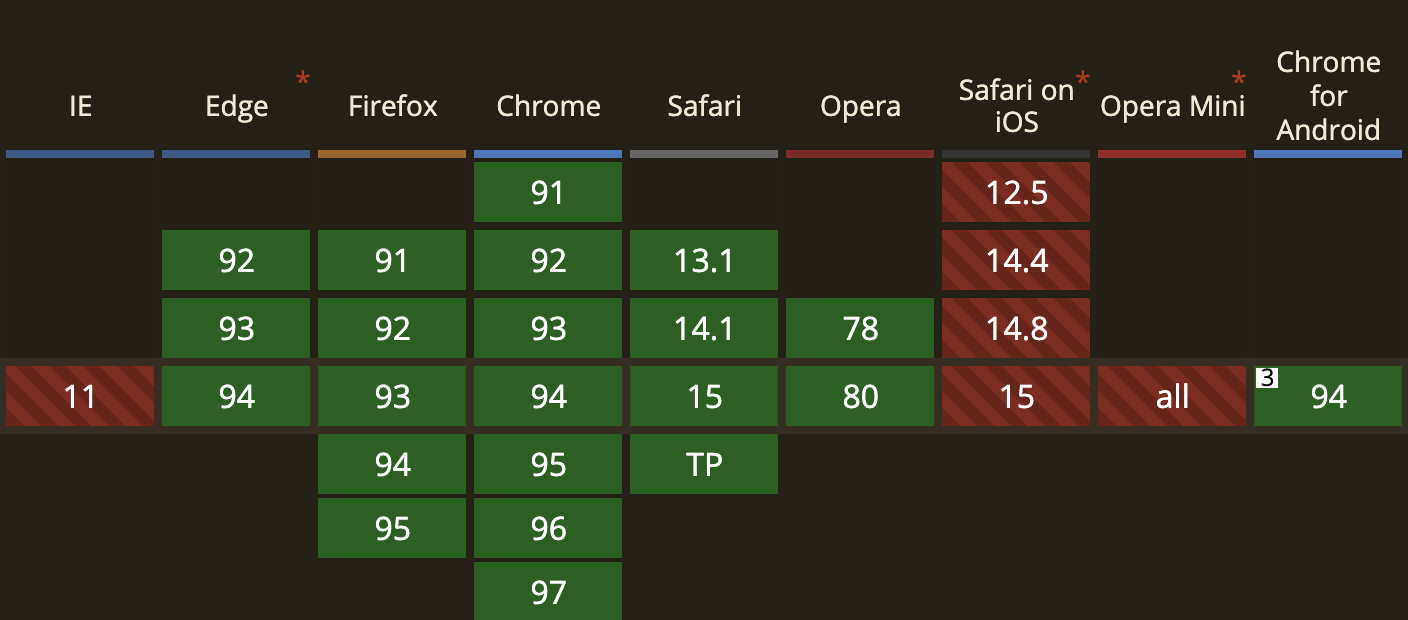 IE
Edge *
Firefox
Chrome
Safari
Opera
Safari on *
iOS
Opera Mini *
Chrome
for
Android
91 12.5
92 91 92 13.1 14.4
93 92 93 14.1 78 14.8
11 94 93 94 15 80 15 all 3 94
94 95 TP
95 96
97